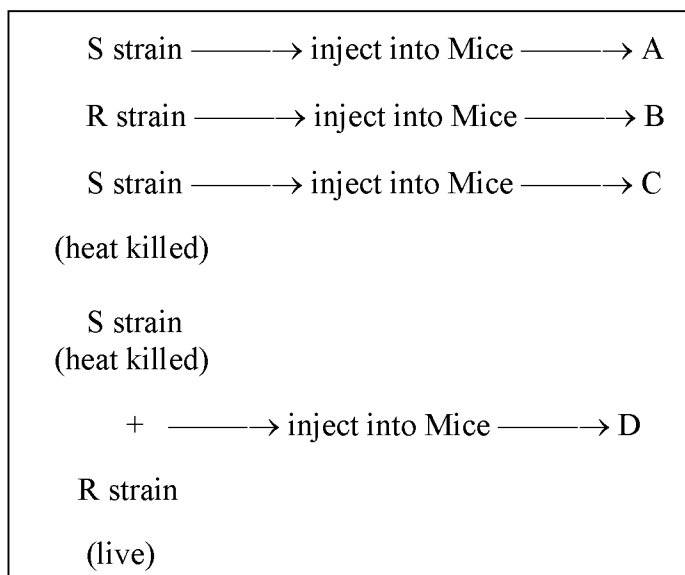 S strain ⟶ inject into Mice ⟶ A
R strain ⟶ inject into Mice ⟶ B
S strain ⟶ inject into Mice ⟶ C
(heat killed)
S strain
(heat killed)
+ ⟶ inject into Mice ⟶ D
R strain
(live)